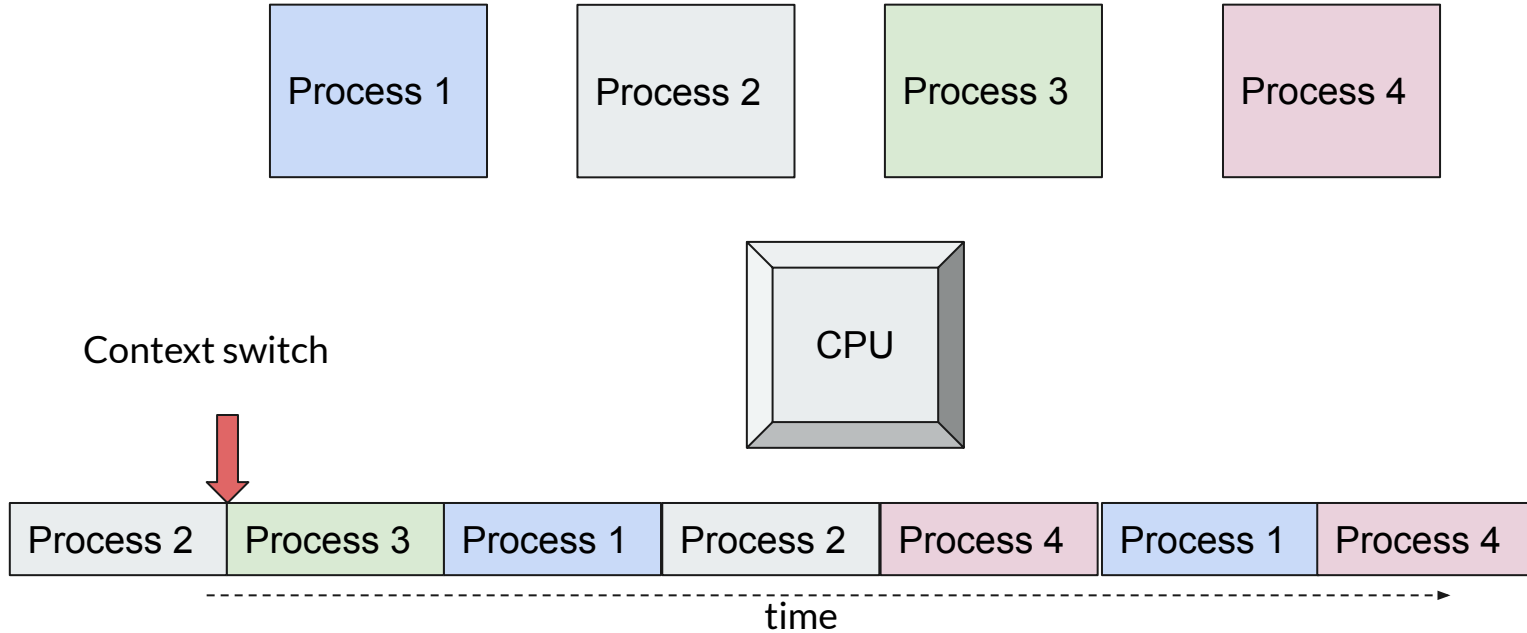 Process 1
Process 2
Process 3
Process 4
CPU
Context switch
Process 2
Process 3
Process 1
Process 2
Process 4
Process 1
Process 4
time